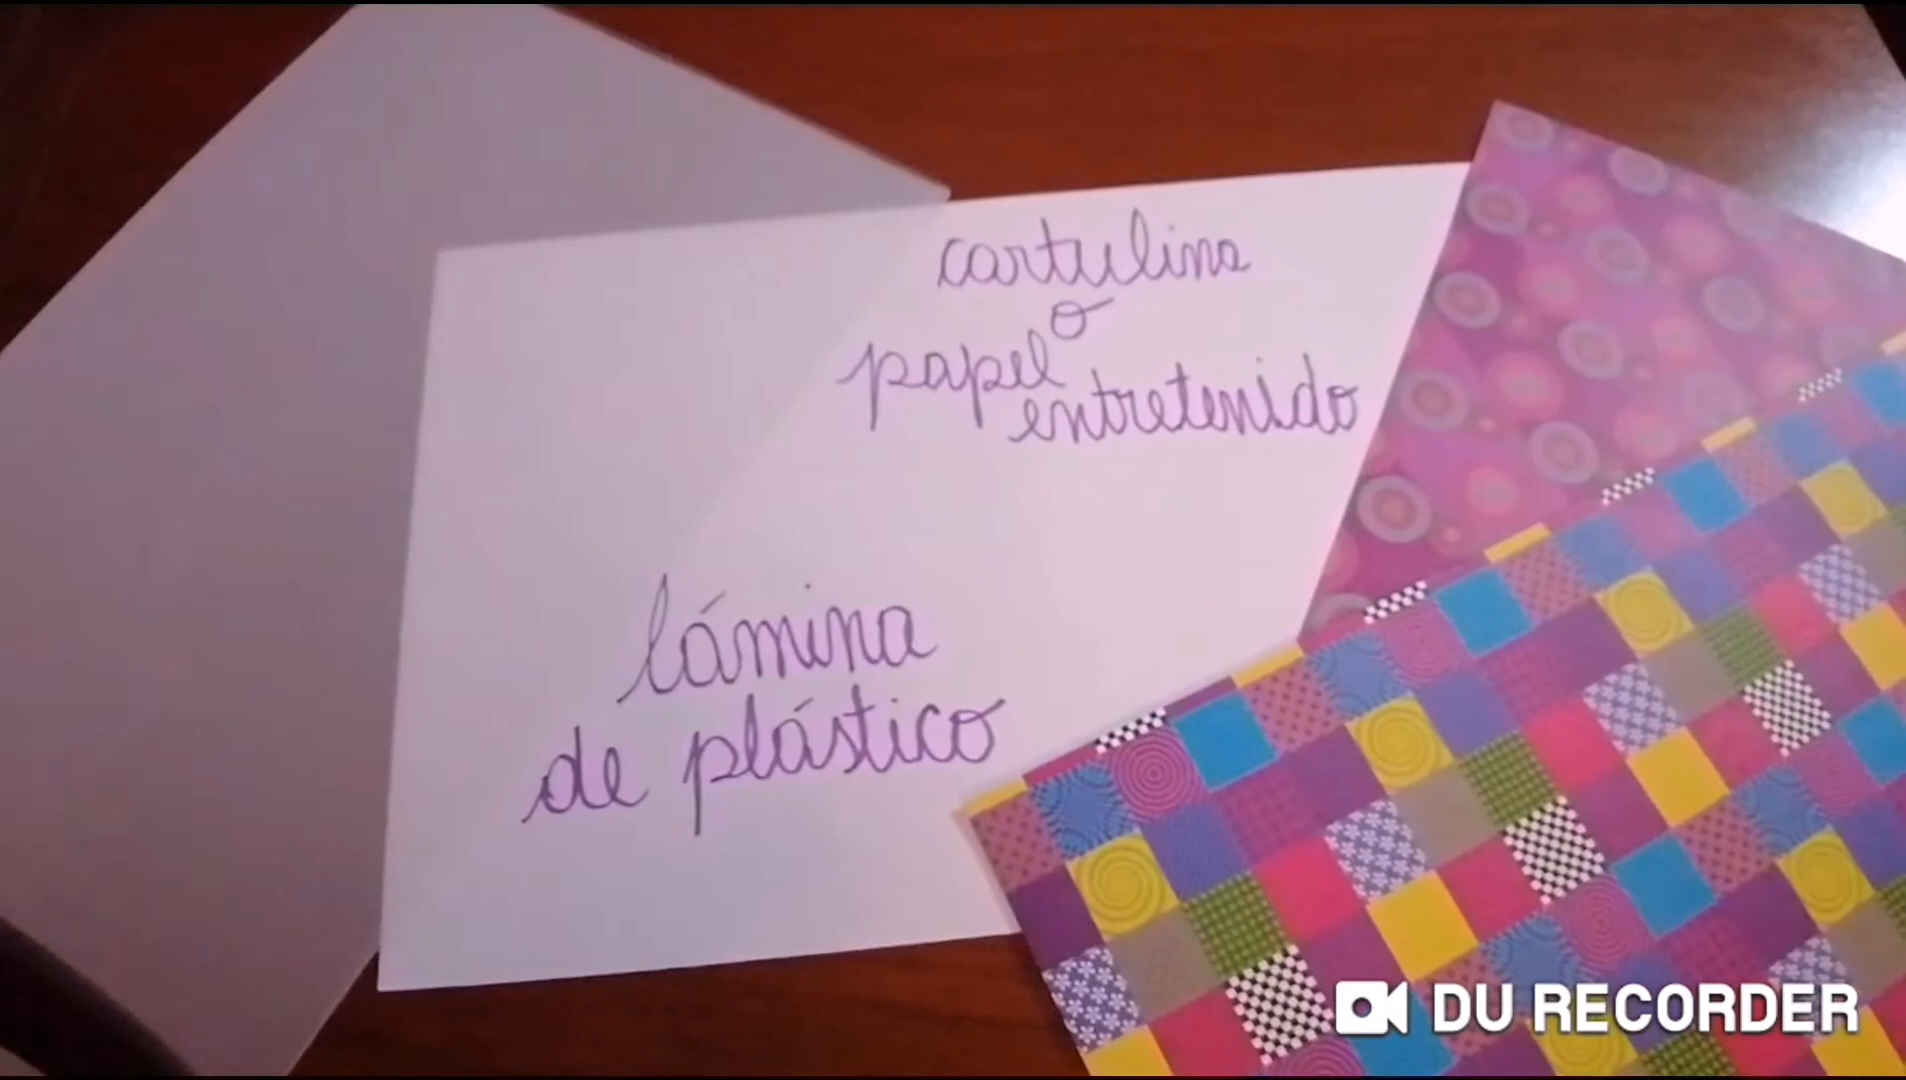 cartulina
o
papel
entretenido
lámina
de plástico
DU RECORDER